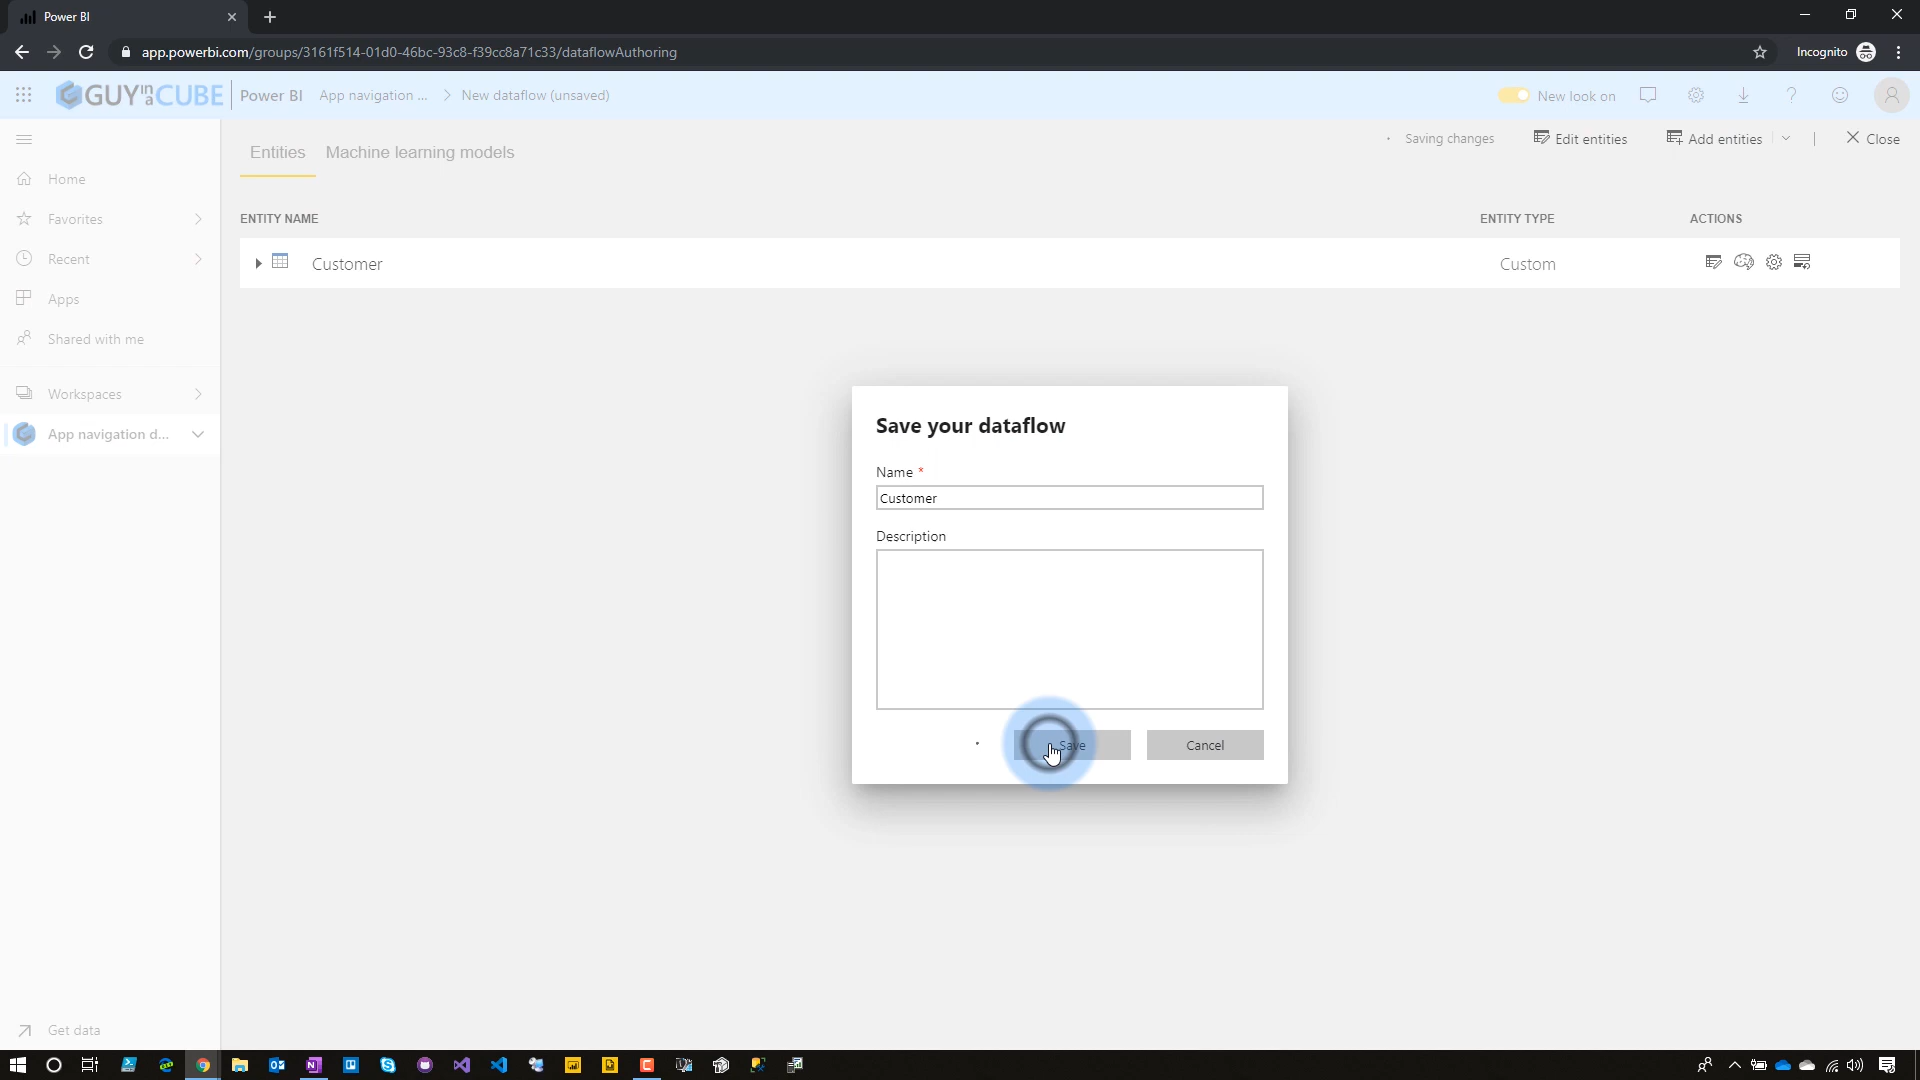 Power BI
app.powerbi.com/groups/3161f514-01d0-46bc-93c8-f39cc8a71c33/dataflowAuthoring
Incognito
GUY in a CUBE
Power BI
App navigation ...
New dataflow (unsaved)
New look on
Entities
Machine learning models
Saving changes
Edit entities
Add entities
Close
Home
Favorites
Recent
Apps
Shared with me
Workspaces
App navigation d...
Get data
ENTITY NAME
ENTITY TYPE
ACTIONS
Customer
Custom
Save your dataflow
Name *
Customer
Description
Save
Cancel